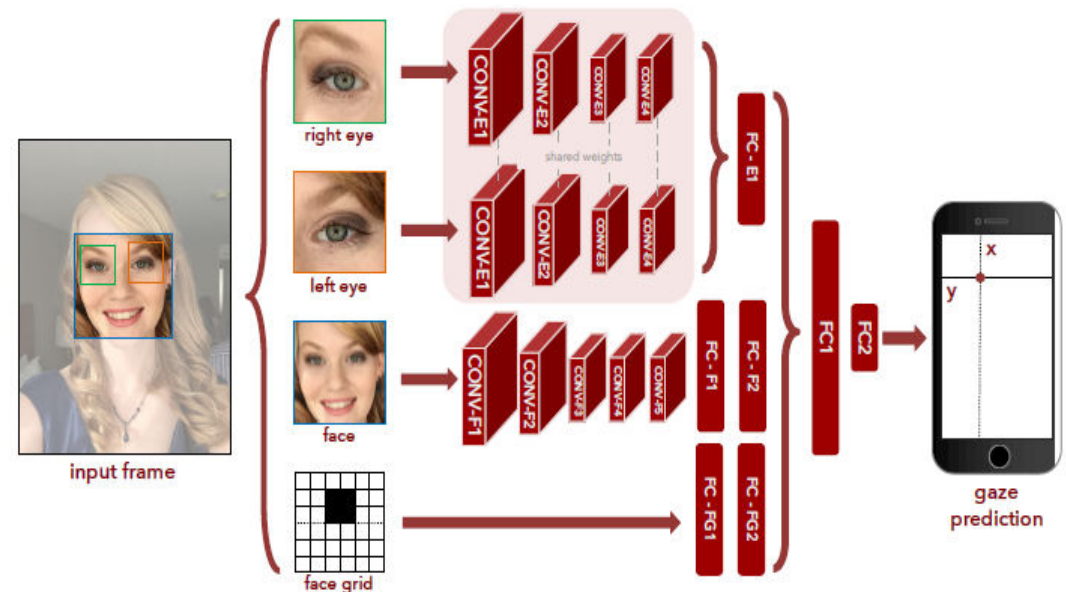 input frame
right eye
left eye
face
face grid
CONV-E1
CONV-E2
CONV-E3
CONV-E4
shared weights
CONV-E1
CONV-E2
CONV-E3
CONV-E4
FC - E1
CONV-F1
CONV-F2
CONV-F3
CONV-F4
CONV-F5
FC - F1
FC - F2
FC - FG1
FC - FG2
FC1
FC2
x
y
gaze
prediction